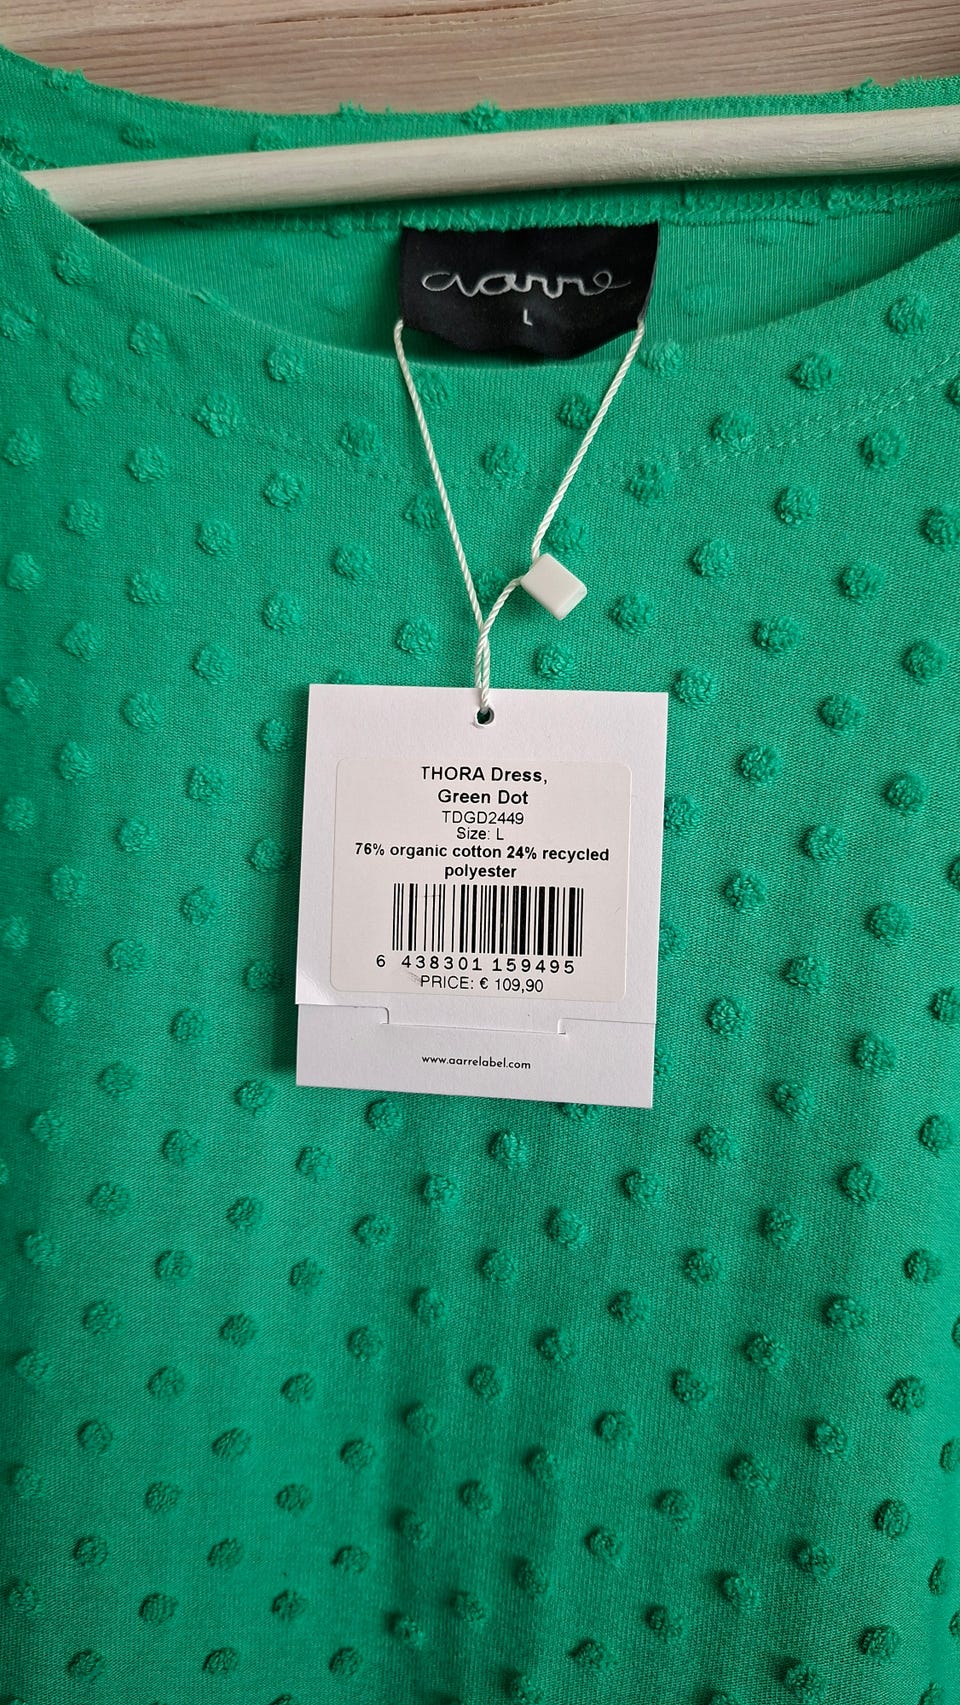 aarre
L
THORA Dress,
Green Dot
TDGD2449
Size: L
76% organic cotton 24% recycled
polyester
6 438301 159495
PRICE: € 109,90
www.aarrelabel.com